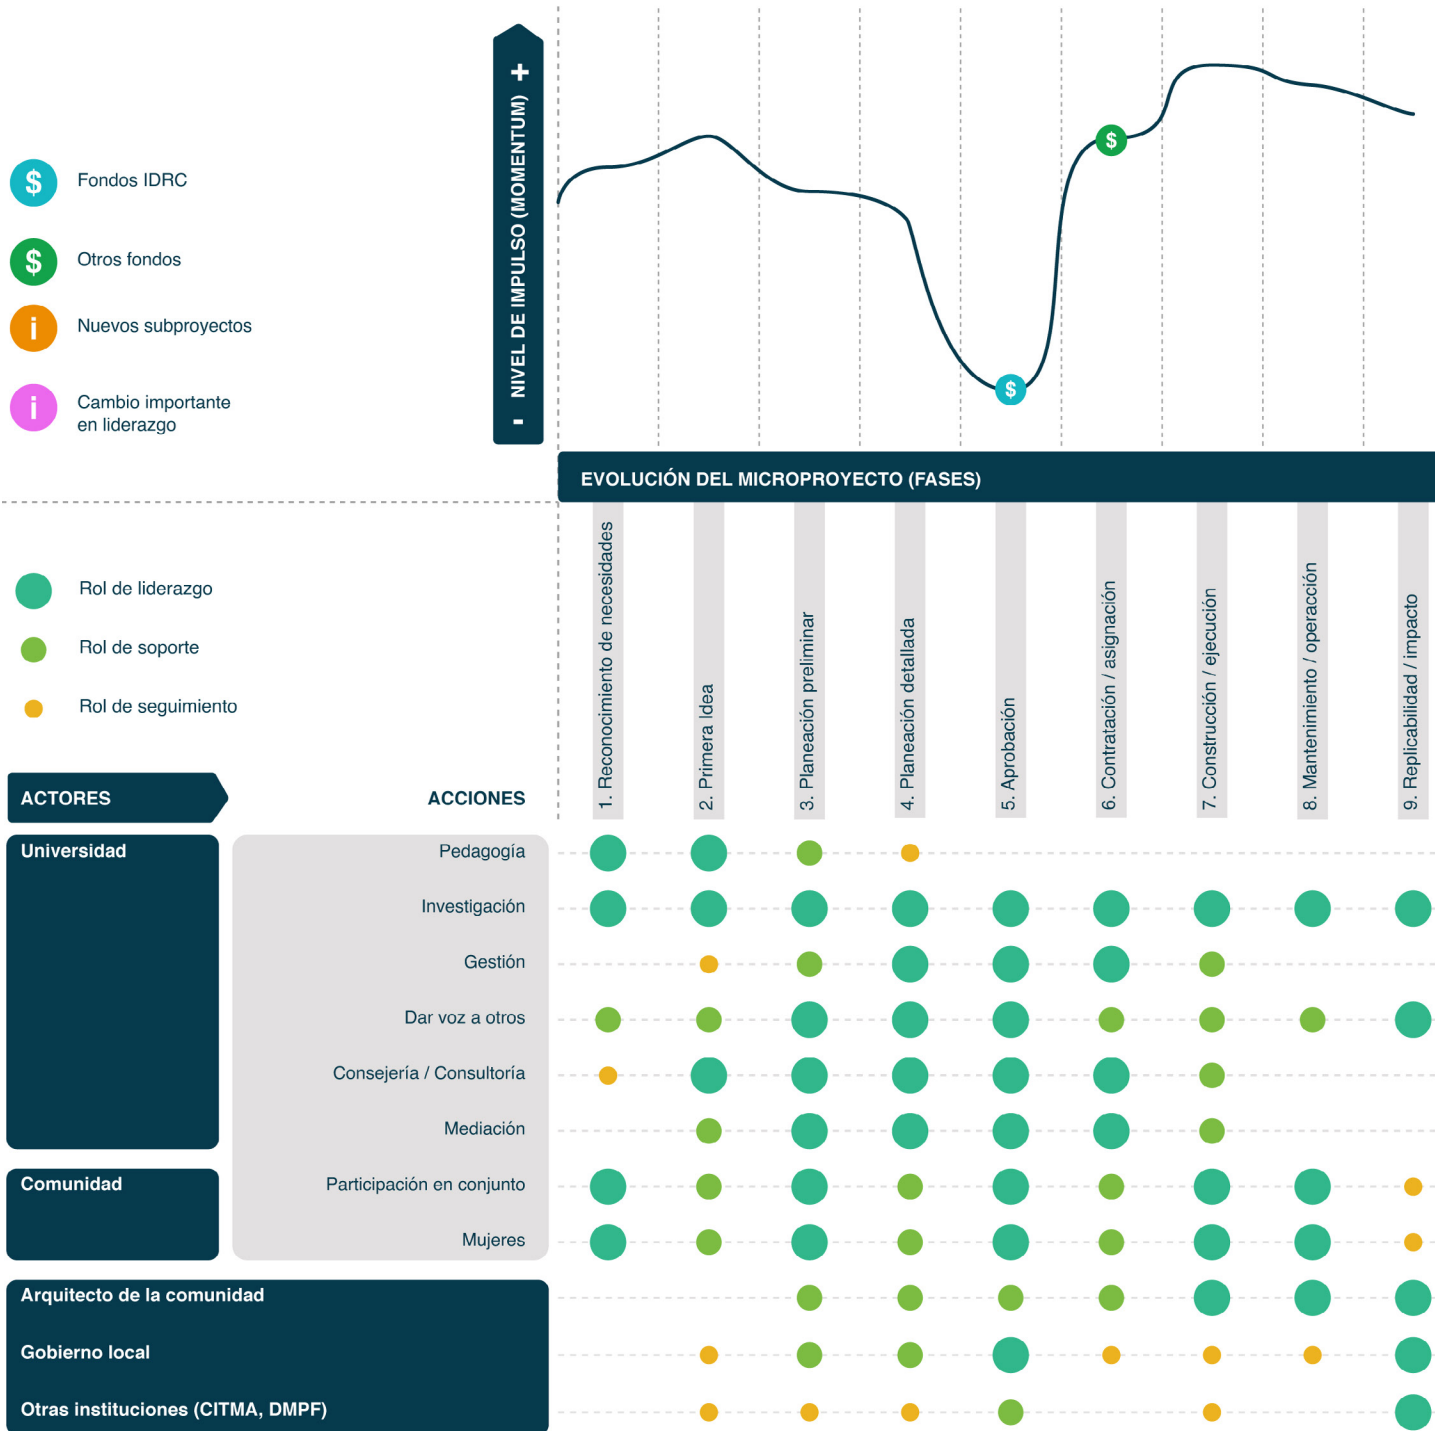 +
NIVEL DE IMPULSO (MOMENTUM)
-
$
Fondos IDRC
$
Otros fondos
i
Nuevos subproyectos
i
Cambio importante
en liderazgo
$
$
EVOLUCIÓN DEL MICROPROYECTO (FASES)
Rol de liderazgo
Rol de soporte
Rol de seguimiento
1. Reconocimiento de necesidades
2. Primera Idea
3. Planeación preliminar
4. Planeación detallada
5. Aprobación
6. Contratación / asignación
7. Construcción / ejecución
8. Mantenimiento / operacción
9. Replicabilidad / impacto
ACTORES
ACCIONES
Universidad
Pedagogía
Investigación
Gestión
Dar voz a otros
Consejería / Consultoría
Mediación
Comunidad
Participación en conjunto
Mujeres
Arquitecto de la comunidad
Gobierno local
Otras instituciones (CITMA, DMPF)